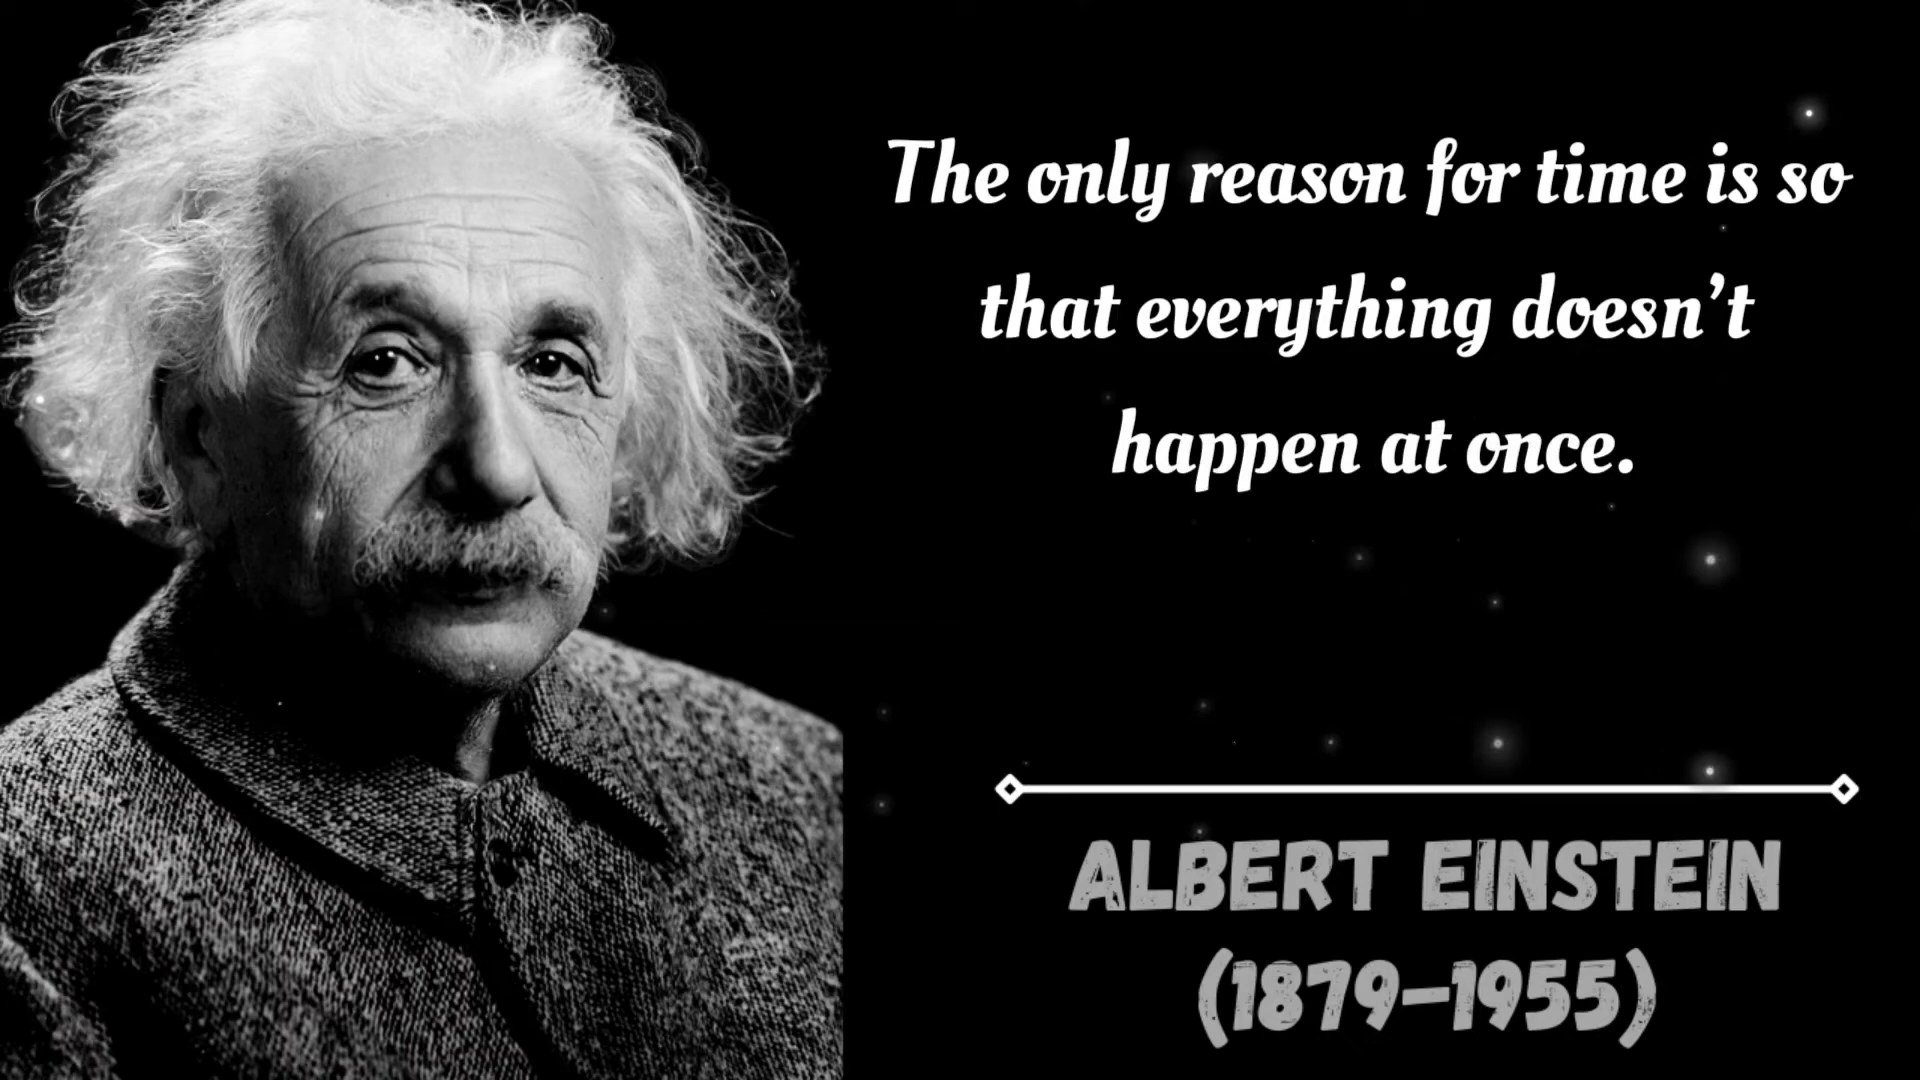 The only reason for time is so
that everything doesn’t
happen at once.
ALBERT EINSTEIN
(1879–1955)